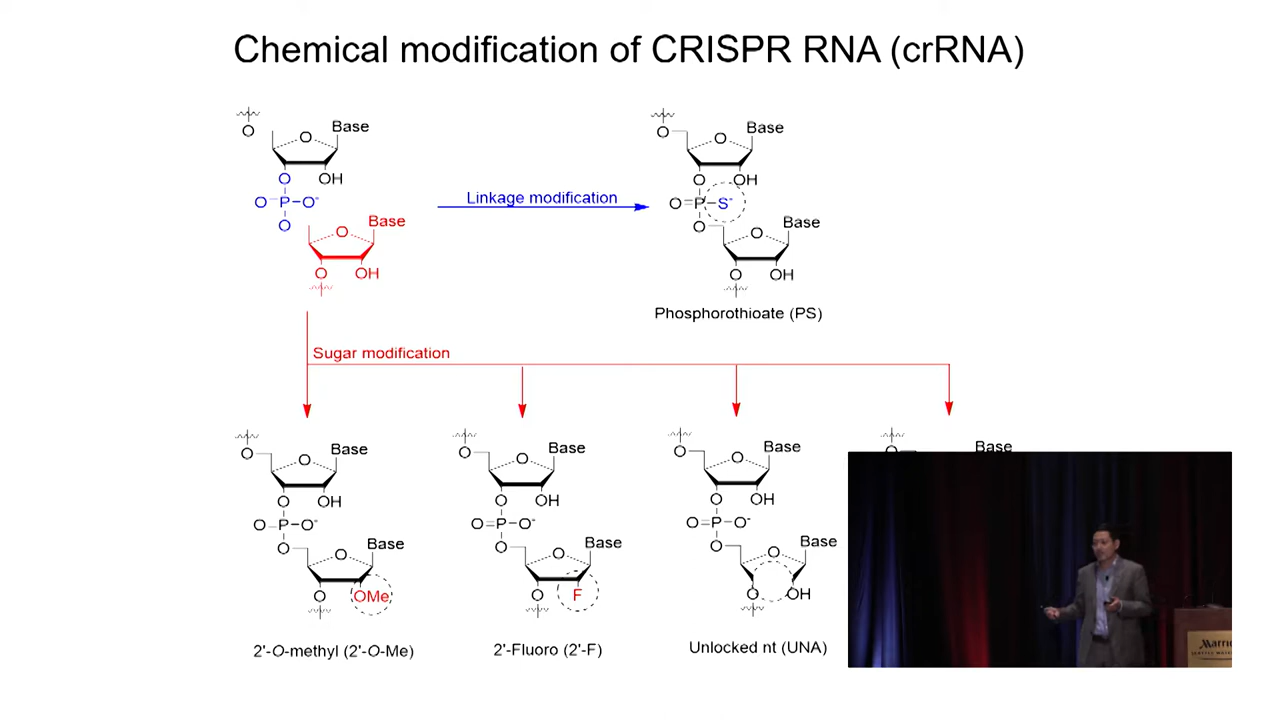 Chemical modification of CRISPR RNA (crRNA)
O
O
Base
O
OH
O P O⁻
O
O
Base
O
OH
Linkage modification
O
O
Base
O
OH
O=P-S⁻
O
O
Base
O
OH
Phosphorothioate (PS)
Sugar modification
O
O
Base
O
OH
O P O⁻
O
O
Base
O
OMe
2'-O-methyl (2'-O-Me)
O
O
Base
O
OH
O=P-O⁻
O
O
Base
O
F
2'-Fluoro (2'-F)
O
O
Base
O
OH
O=P-O⁻
O
O
Base
O
OH
Unlocked nt (UNA)
Base
Marriott